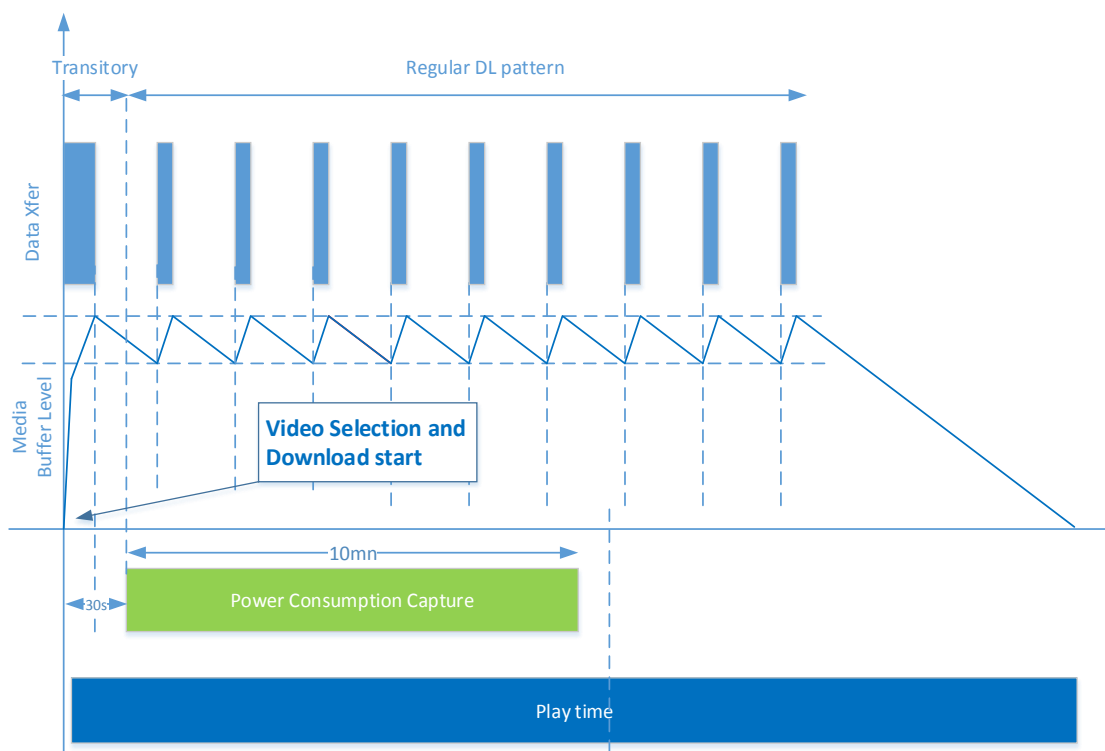 Transitory
Regular DL pattern
Data Xfer
Media
Buffer Level
Video Selection and
Download start
10mn
30s
Power Consumption Capture
Play time